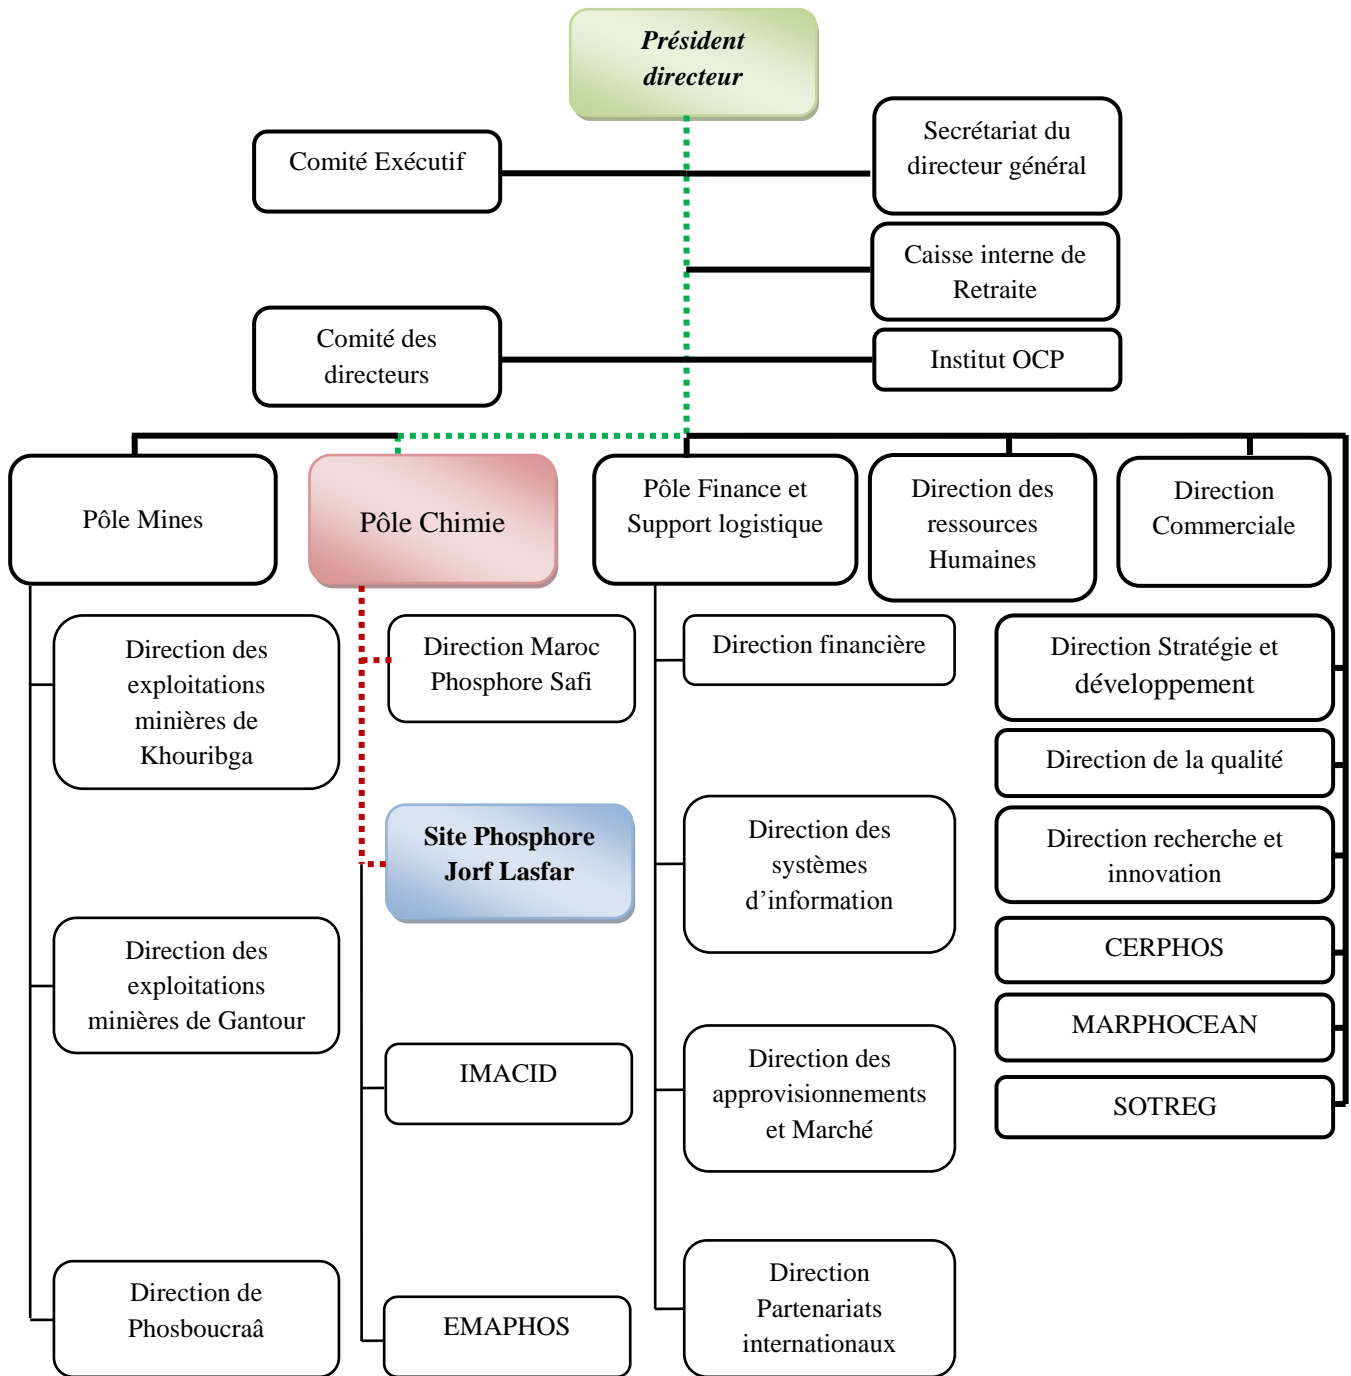 Président
directeur
Comité Exécutif
Secrétariat du
directeur général
Caisse interne de
Retraite
Comité des
directeurs
Institut OCP
Pôle Mines
Pôle Chimie
Pôle Finance et
Support logistique
Direction des
ressources
Humaines
Direction
Commerciale
Direction des
exploitations
minières de
Khouribga
Direction des
exploitations
minières de Gantour
Direction de
Phosboucraâ
Direction Maroc
Phosphore Safi
Site Phosphore
Jorf Lasfar
IMACID
EMAPHOS
Direction financière
Direction des
systèmes
d’information
Direction des
approvisionnements
et Marché
Direction
Partenariats
internationaux
Direction Stratégie et
développement
Direction de la qualité
Direction recherche et
innovation
CERPHOS
MARPHOCEAN
SOTREG